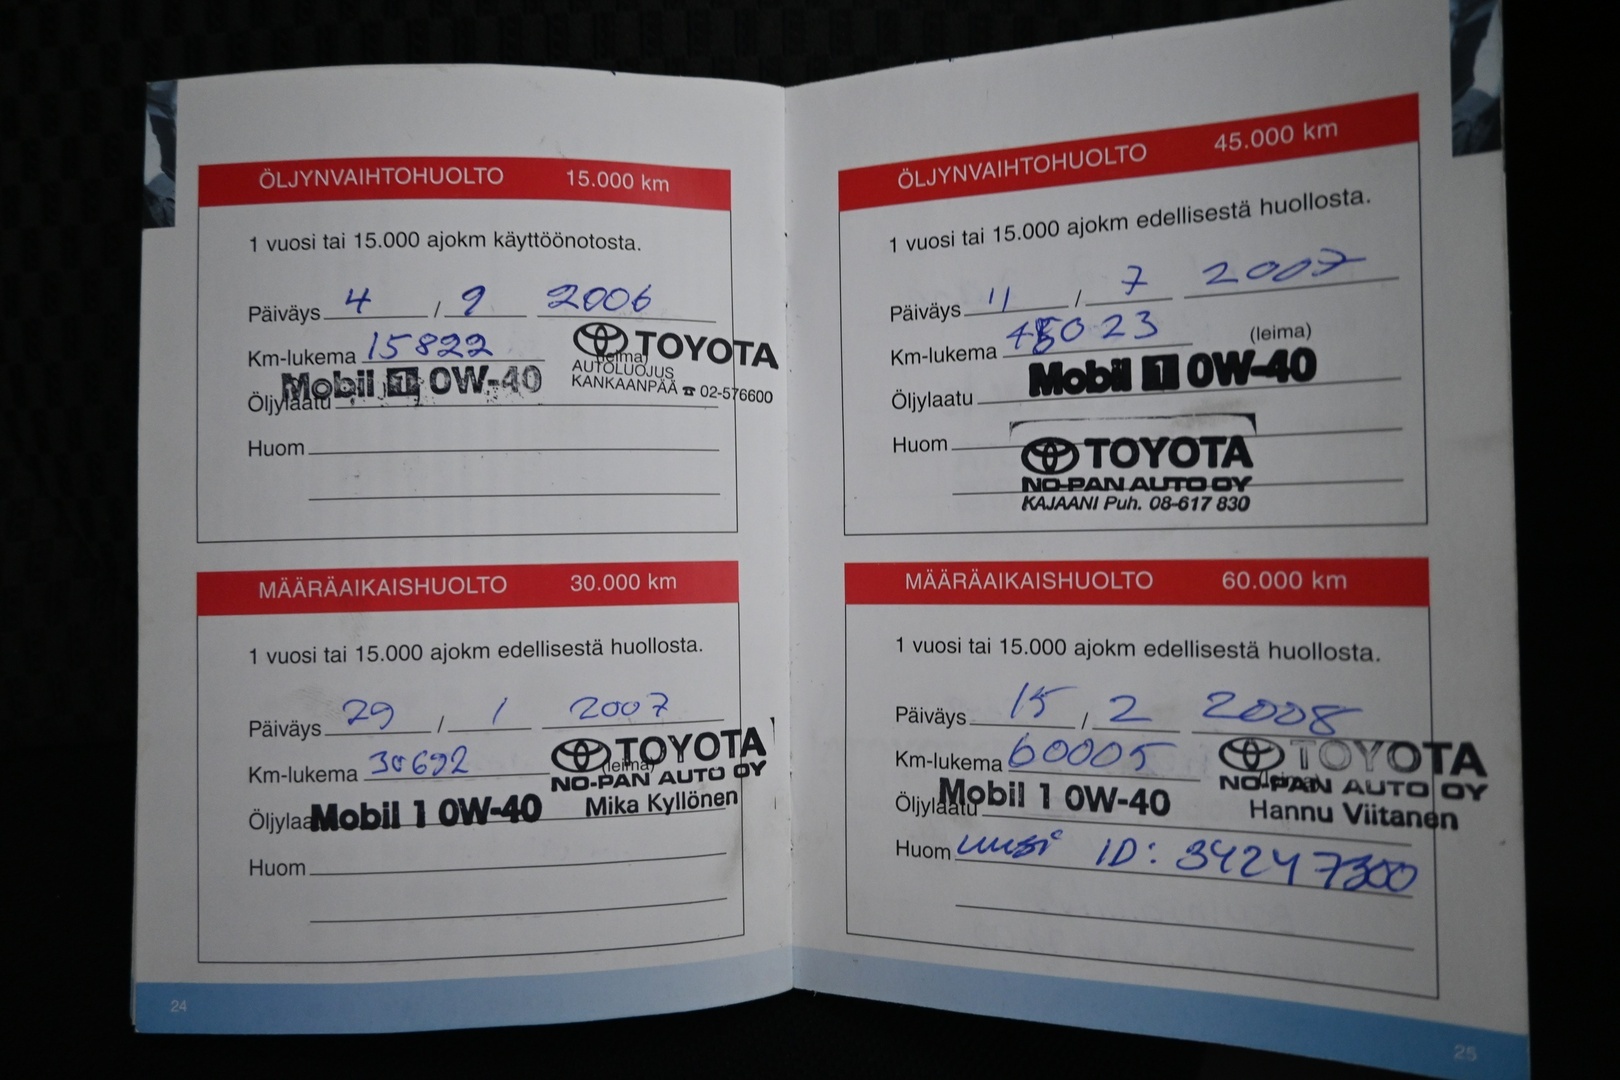 ÖLJYNVAIHTOHUOLTO 15.000 km
1 vuosi tai 15.000 ajokm käyttöönotosta.
Päiväys 4 / 9 2006
Km-lukema 15822
(leima)
TOYOTA
AUTOLUOJUS
KANKAANPÄÄ ☎ 02-576600
Öljylaatu Mobil 1 0W-40
Huom
MÄÄRÄAIKAISHUOLTO 30.000 km
1 vuosi tai 15.000 ajokm edellisestä huollosta.
Päiväys 29 / 1 2007
Km-lukema 30692
(leima)
TOYOTA
NO-PAN AUTO OY
Mika Kyllönen
Öljylaa Mobil 1 0W-40
Huom
24
ÖLJYNVAIHTOHUOLTO 45.000 km
1 vuosi tai 15.000 ajokm edellisestä huollosta.
Päiväys 11 / 7 2007
Km-lukema 45023 (leima)
Öljylaatu Mobil 1 0W-40
Huom
TOYOTA
NO-PAN AUTO OY
KAJAANI Puh. 08-617 830
MÄÄRÄAIKAISHUOLTO 60.000 km
1 vuosi tai 15.000 ajokm edellisestä huollosta.
Päiväys 15 / 2 2008
Km-lukema 60005
(leima)
TOYOTA
NO-PAN AUTO OY
Hannu Viitanen
Öljylaatu Mobil 1 0W-40
Huom uusi ID: 34247300
25